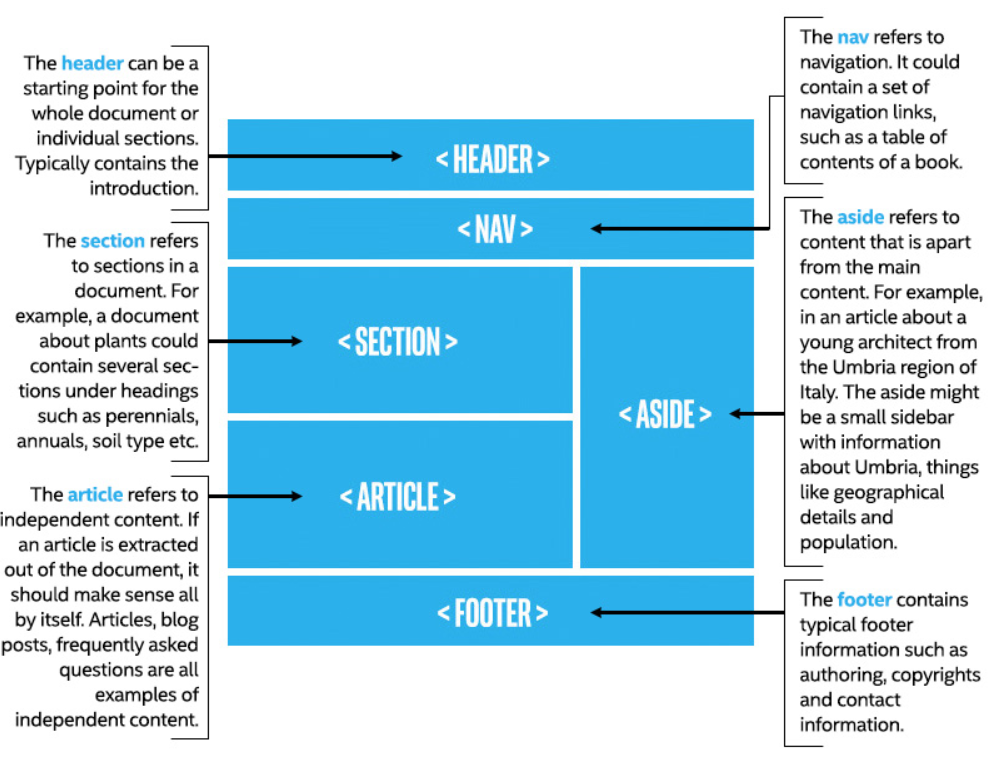 The header can be a
starting point for the
whole document or
individual sections.
Typically contains the
introduction.
The section refers
to sections in a
document. For
example, a document
about plants could
contain several sec-
tions under headings
such as perennials,
annuals, soil type etc.
The article refers to
independent content. If
an article is extracted
out of the document, it
should make sense all
by itself. Articles, blog
posts, frequently asked
questions are all
examples of
independent content.
<HEADER>
<NAV>
<SECTION>
<ARTICLE>
<ASIDE>
<FOOTER>
The nav refers to
navigation. It could
contain a set of
navigation links,
such as a table of
contents of a book.
The aside refers to
content that is apart
from the main
content. For example,
in an article about a
young architect from
the Umbria region of
Italy. The aside might
be a small sidebar
with information
about Umbria, things
like geographical
details and
population.
The footer contains
typical footer
information such as
authoring, copyrights
and contact
information.